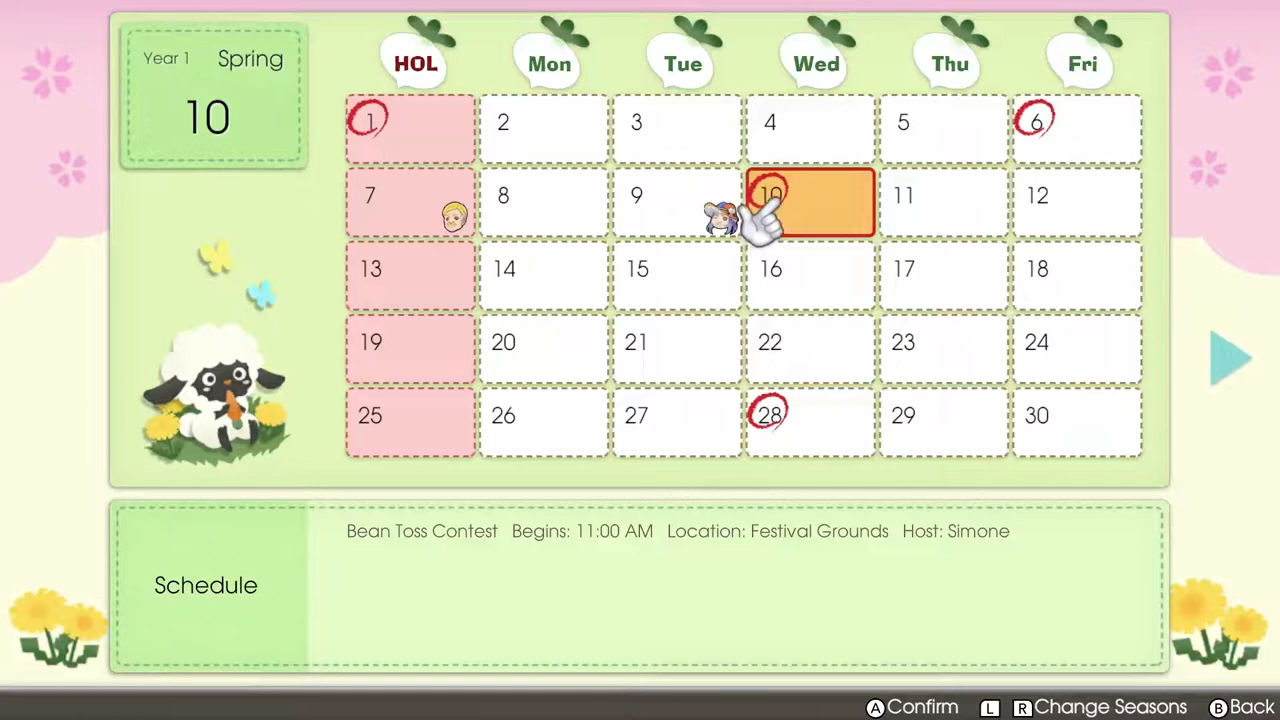 Year 1 Spring
10
HOL Mon Tue Wed Thu Fri
1 2 3 4 5 6
7 8 9 10 11 12
13 14 15 16 17 18
19 20 21 22 23 24
25 26 27 28 29 30
Bean Toss Contest Begins: 11:00 AM Location: Festival Grounds Host: Simone
Schedule
A Confirm L R Change Seasons B Back